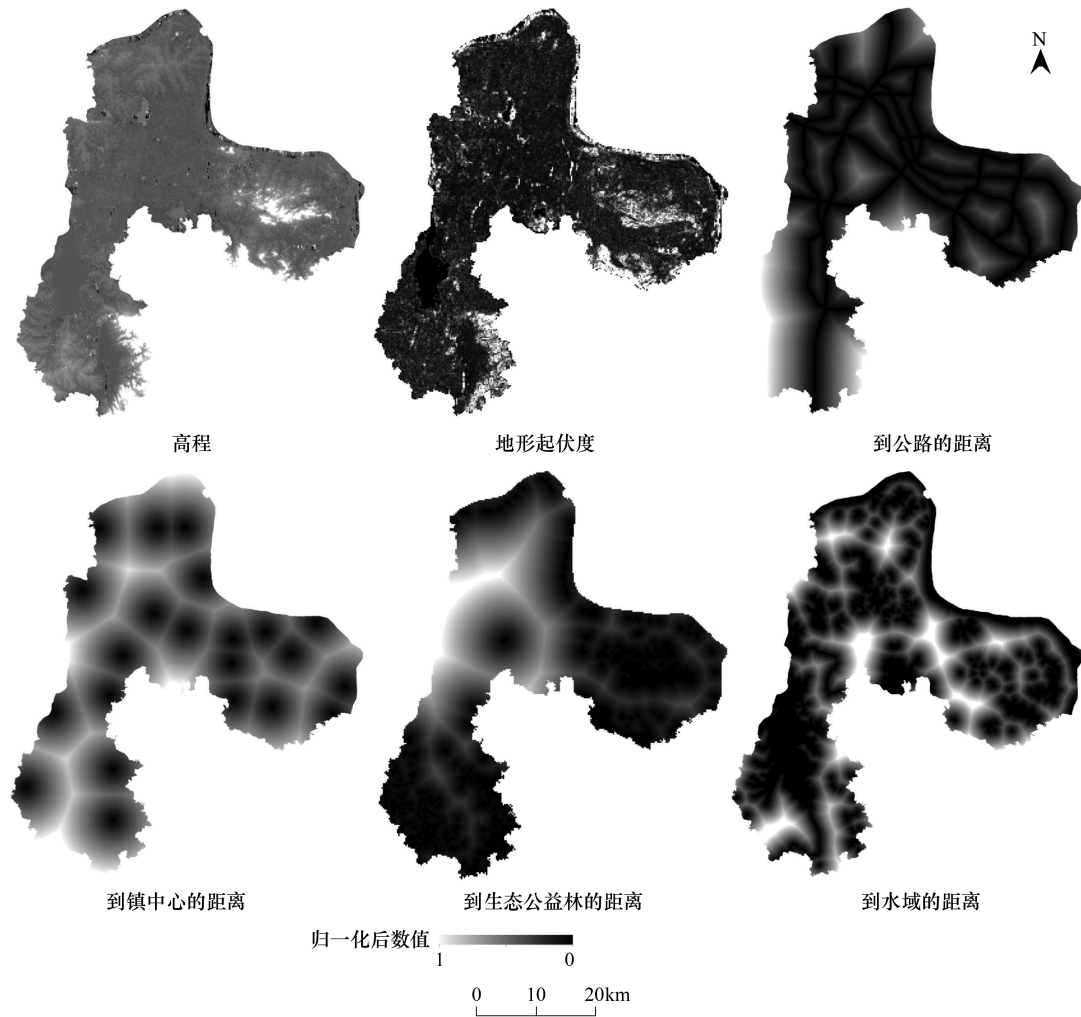 N
高程
地形起伏度
到公路的距离
到镇中心的距离
到生态公益林的距离
到水域的距离
归一化后数值
1 0
0 10 20km